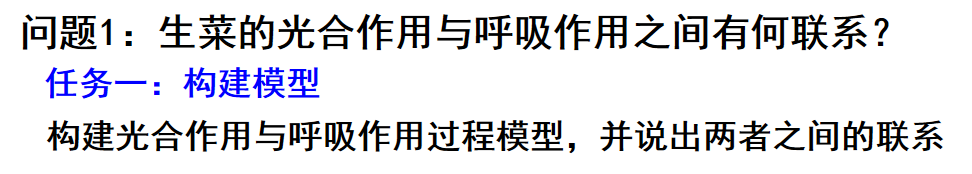 问题1：生菜的光合作用与呼吸作用之间有何联系？
任务一：构建模型
构建光合作用与呼吸作用过程模型，并说出两者之间的联系